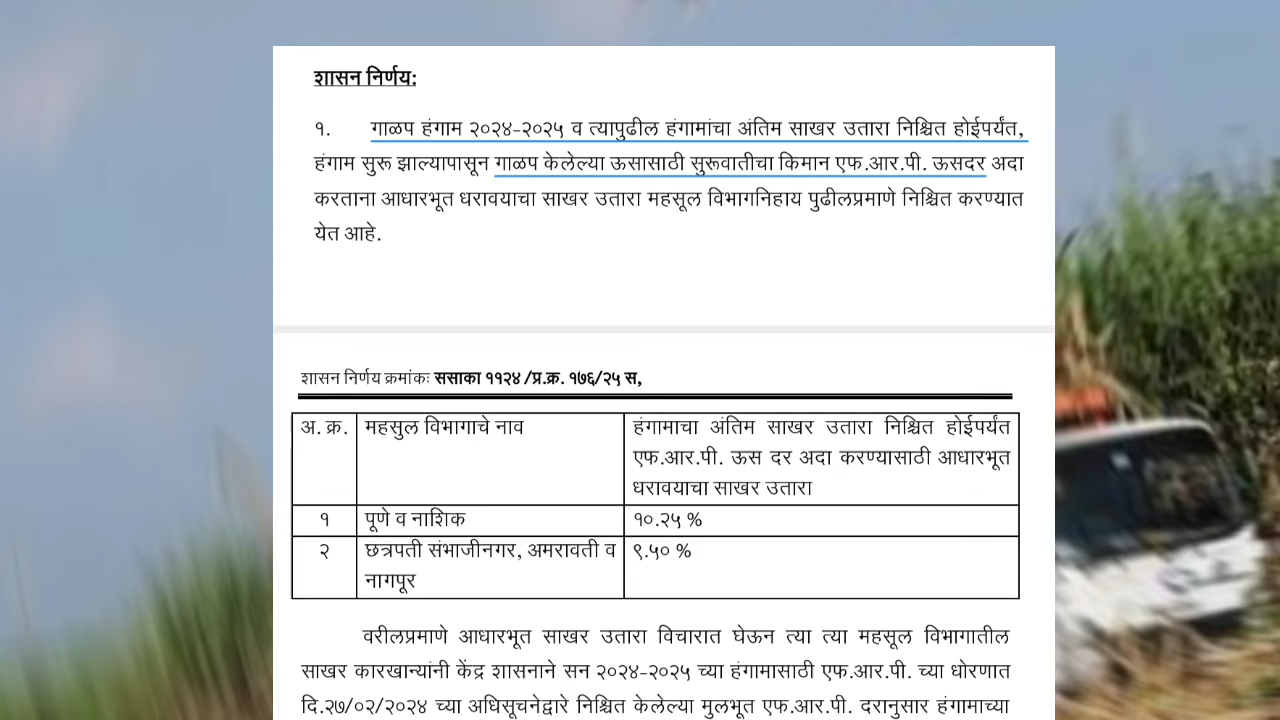 शासन निर्णय:
१. गाळप हंगाम २०२४-२०२५ व त्यापुढील हंगामांचा अंतिम साखर उतारा निश्चित होईपर्यंत,
हंगाम सुरू झाल्यापासून गाळप केलेल्या ऊसासाठी सुरूवातीचा किमान एफ.आर.पी. ऊसदर अदा
करताना आधारभूत धरावयाचा साखर उतारा महसूल विभागनिहाय पुढीलप्रमाणे निश्चित करण्यात
येत आहे.
शासन निर्णय क्रमांकः ससाका ११२४ /प्र.क्र. १७६/२५ स,
अ. क्र. महसुल विभागाचे नाव हंगामाचा अंतिम साखर उतारा निश्चित होईपर्यंत
एफ.आर.पी. ऊस दर अदा करण्यासाठी आधारभूत
धरावयाचा साखर उतारा
१ पूणे व नाशिक १०.२५ %
२ छत्रपती संभाजीनगर, अमरावती व ९.५० %
नागपूर
वरीलप्रमाणे आधारभूत साखर उतारा विचारात घेऊन त्या त्या महसूल विभागातील
साखर कारखान्यांनी केंद्र शासनाने सन २०२४-२०२५ च्या हंगामासाठी एफ.आर.पी. च्या धोरणात
दि.२७/०२/२०२४ च्या अधिसूचनेद्वारे निश्चित केलेल्या मुलभूत एफ.आर.पी. दरानुसार हंगामाच्या